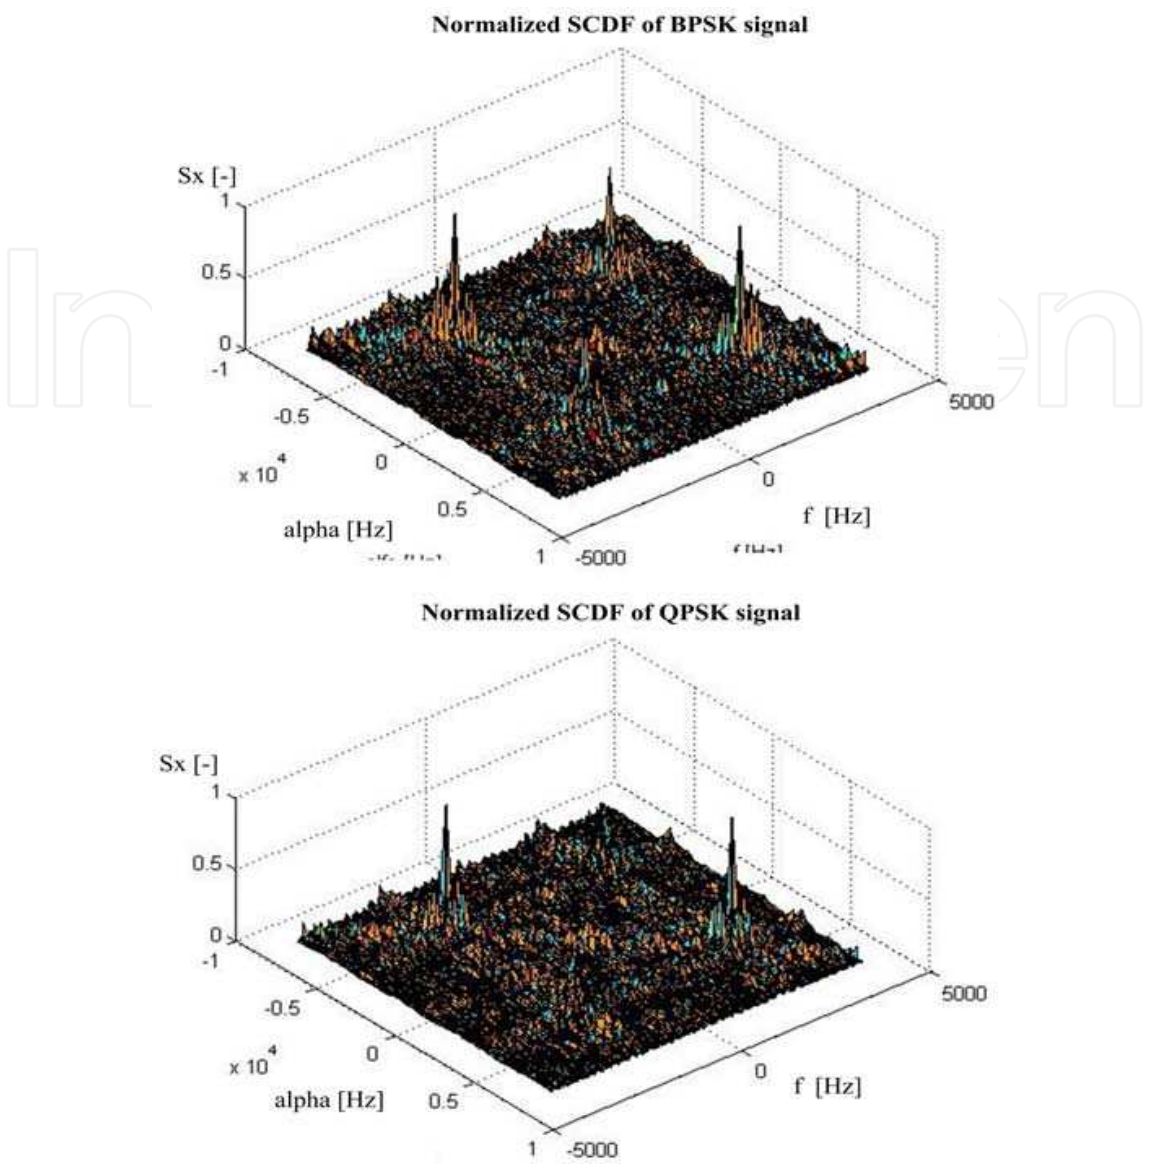 Normalized SCDF of BPSK signal
Sx [-]
1
0.5
0
-1
-0.5
0
0.5
1
x 10^4
alpha [Hz]
5000
0
-5000
f [Hz]
Normalized SCDF of QPSK signal
Sx [-]
1
0.5
0
-1
-0.5
0
0.5
1
x 10^4
alpha [Hz]
5000
0
-5000
f [Hz]